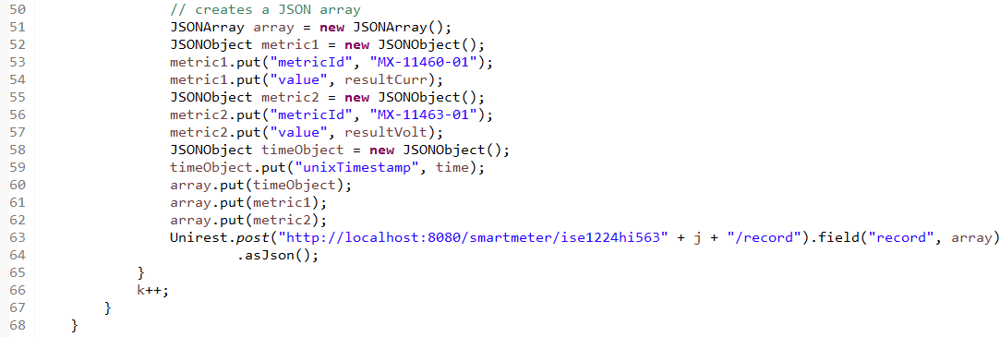 50 // creates a JSON array
51 JSONArray array = new JSONArray();
52 JSONObject metric1 = new JSONObject();
53 metric1.put("metricId", "MX-11460-01");
54 metric1.put("value", resultCurr);
55 JSONObject metric2 = new JSONObject();
56 metric2.put("metricId", "MX-11463-01");
57 metric2.put("value", resultVolt);
58 JSONObject timeObject = new JSONObject();
59 timeObject.put("unixTimestamp", time);
60 array.put(timeObject);
61 array.put(metric1);
62 array.put(metric2);
63 Unirest.post("http://localhost:8080/smartmeter/ise1224hi563" + j + "/record").field("record", array)
64 .asJson();
65 }
66 k++;
67 }
68 }